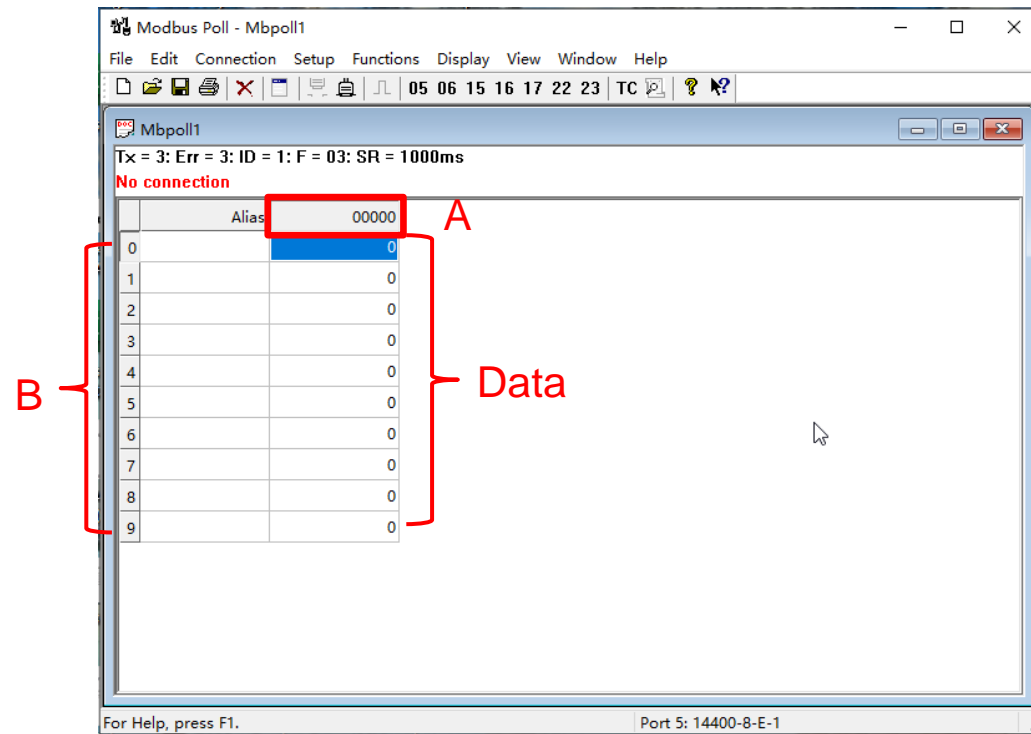 Modbus Poll - Mbpoll1
File Edit Connection Setup Functions Display View Window Help
05 06 15 16 17 22 23 TC
Mbpoll1
Tx = 3: Err = 3: ID = 1: F = 03: SR = 1000ms
No connection
Alias 00000 A
0 0
1 0
2 0
3 0
4 0
5 0
6 0
7 0
8 0
9 0
B
Data
For Help, press F1. Port 5: 14400-8-E-1